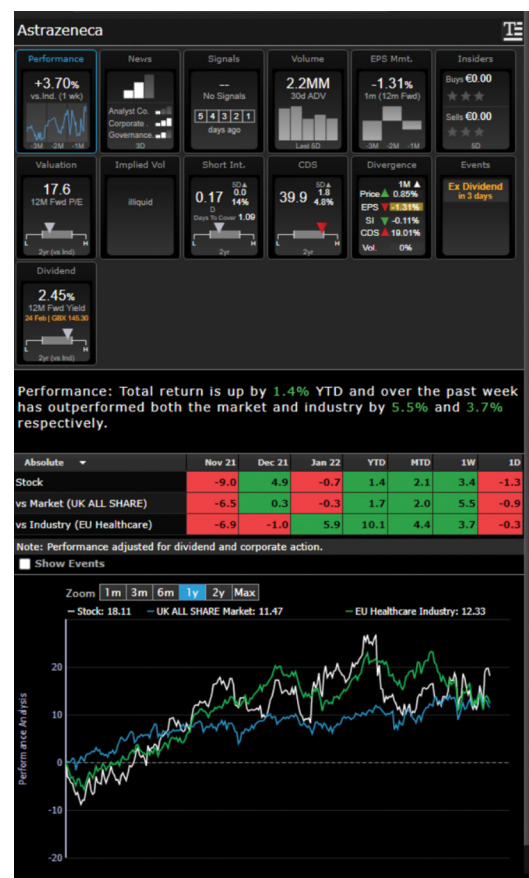 Astrazeneca
TE
Performance
+3.70%
vs.Ind. (1 wk)
-3M -2M -1M
News
Analyst Co.
Corporate .
Governance.
3D
Signals
--
No Signals
5 4 3 2 1
days ago
Volume
2.2MM
30d ADV
Last 5D
EPS Mmt.
-1.31%
1m (12m Fwd)
-3M -2M -1M
Insiders
Buys €0.00
Sells €0.00
5D
Valuation
17.6
12M Fwd P/E
L H
2yr (vs Ind)
Implied Vol
illiquid
Short Int.
0.17
D
5D▲
0.0
14%
Days To Cover 1.09
L H
2yr
CDS
39.9
5D▲
1.8
4.8%
L H
2yr
Divergence
1M ▲
Price▲ 0.85%
EPS ▼ -1.31%
SI ▼ -0.11%
CDS▲ 19.01%
Vol. 0%
Events
Ex Dividend
in 3 days
Dividend
2.45%
12M Fwd Yield
24 Feb | GBX 145.30
L H
2yr (vs Ind)
Performance: Total return is up by 1.4% YTD and over the past week
has outperformed both the market and industry by 5.5% and 3.7%
respectively.
Absolute ▼ Nov 21 Dec 21 Jan 22 YTD MTD 1W 1D
Stock -9.0 4.9 -0.7 1.4 2.1 3.4 -1.3
vs Market (UK ALL SHARE) -6.5 0.3 -0.3 1.7 2.0 5.5 -0.9
vs Industry (EU Healthcare) -6.9 -1.0 5.9 10.1 4.4 3.7 -0.3
Note: Performance adjusted for dividend and corporate action.
Show Events
Zoom 1m 3m 6m 1y 2y Max
Stock: 18.11 UK ALL SHARE Market: 11.47 EU Healthcare Industry: 12.33
Performance Analysis
20
10
0
-10
-20